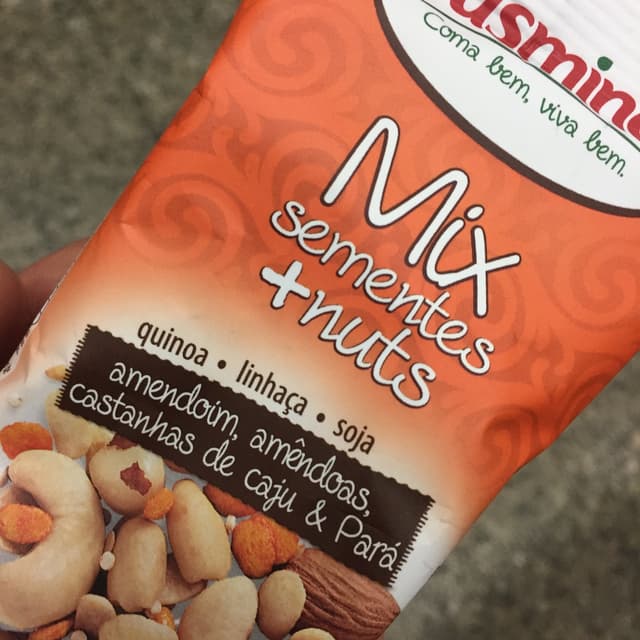 Coma bem, viva bem.
Mix
sementes
+nuts
quinoa • linhaça • soja
amendoim, amêndoas,
castanhas de caju & Pará